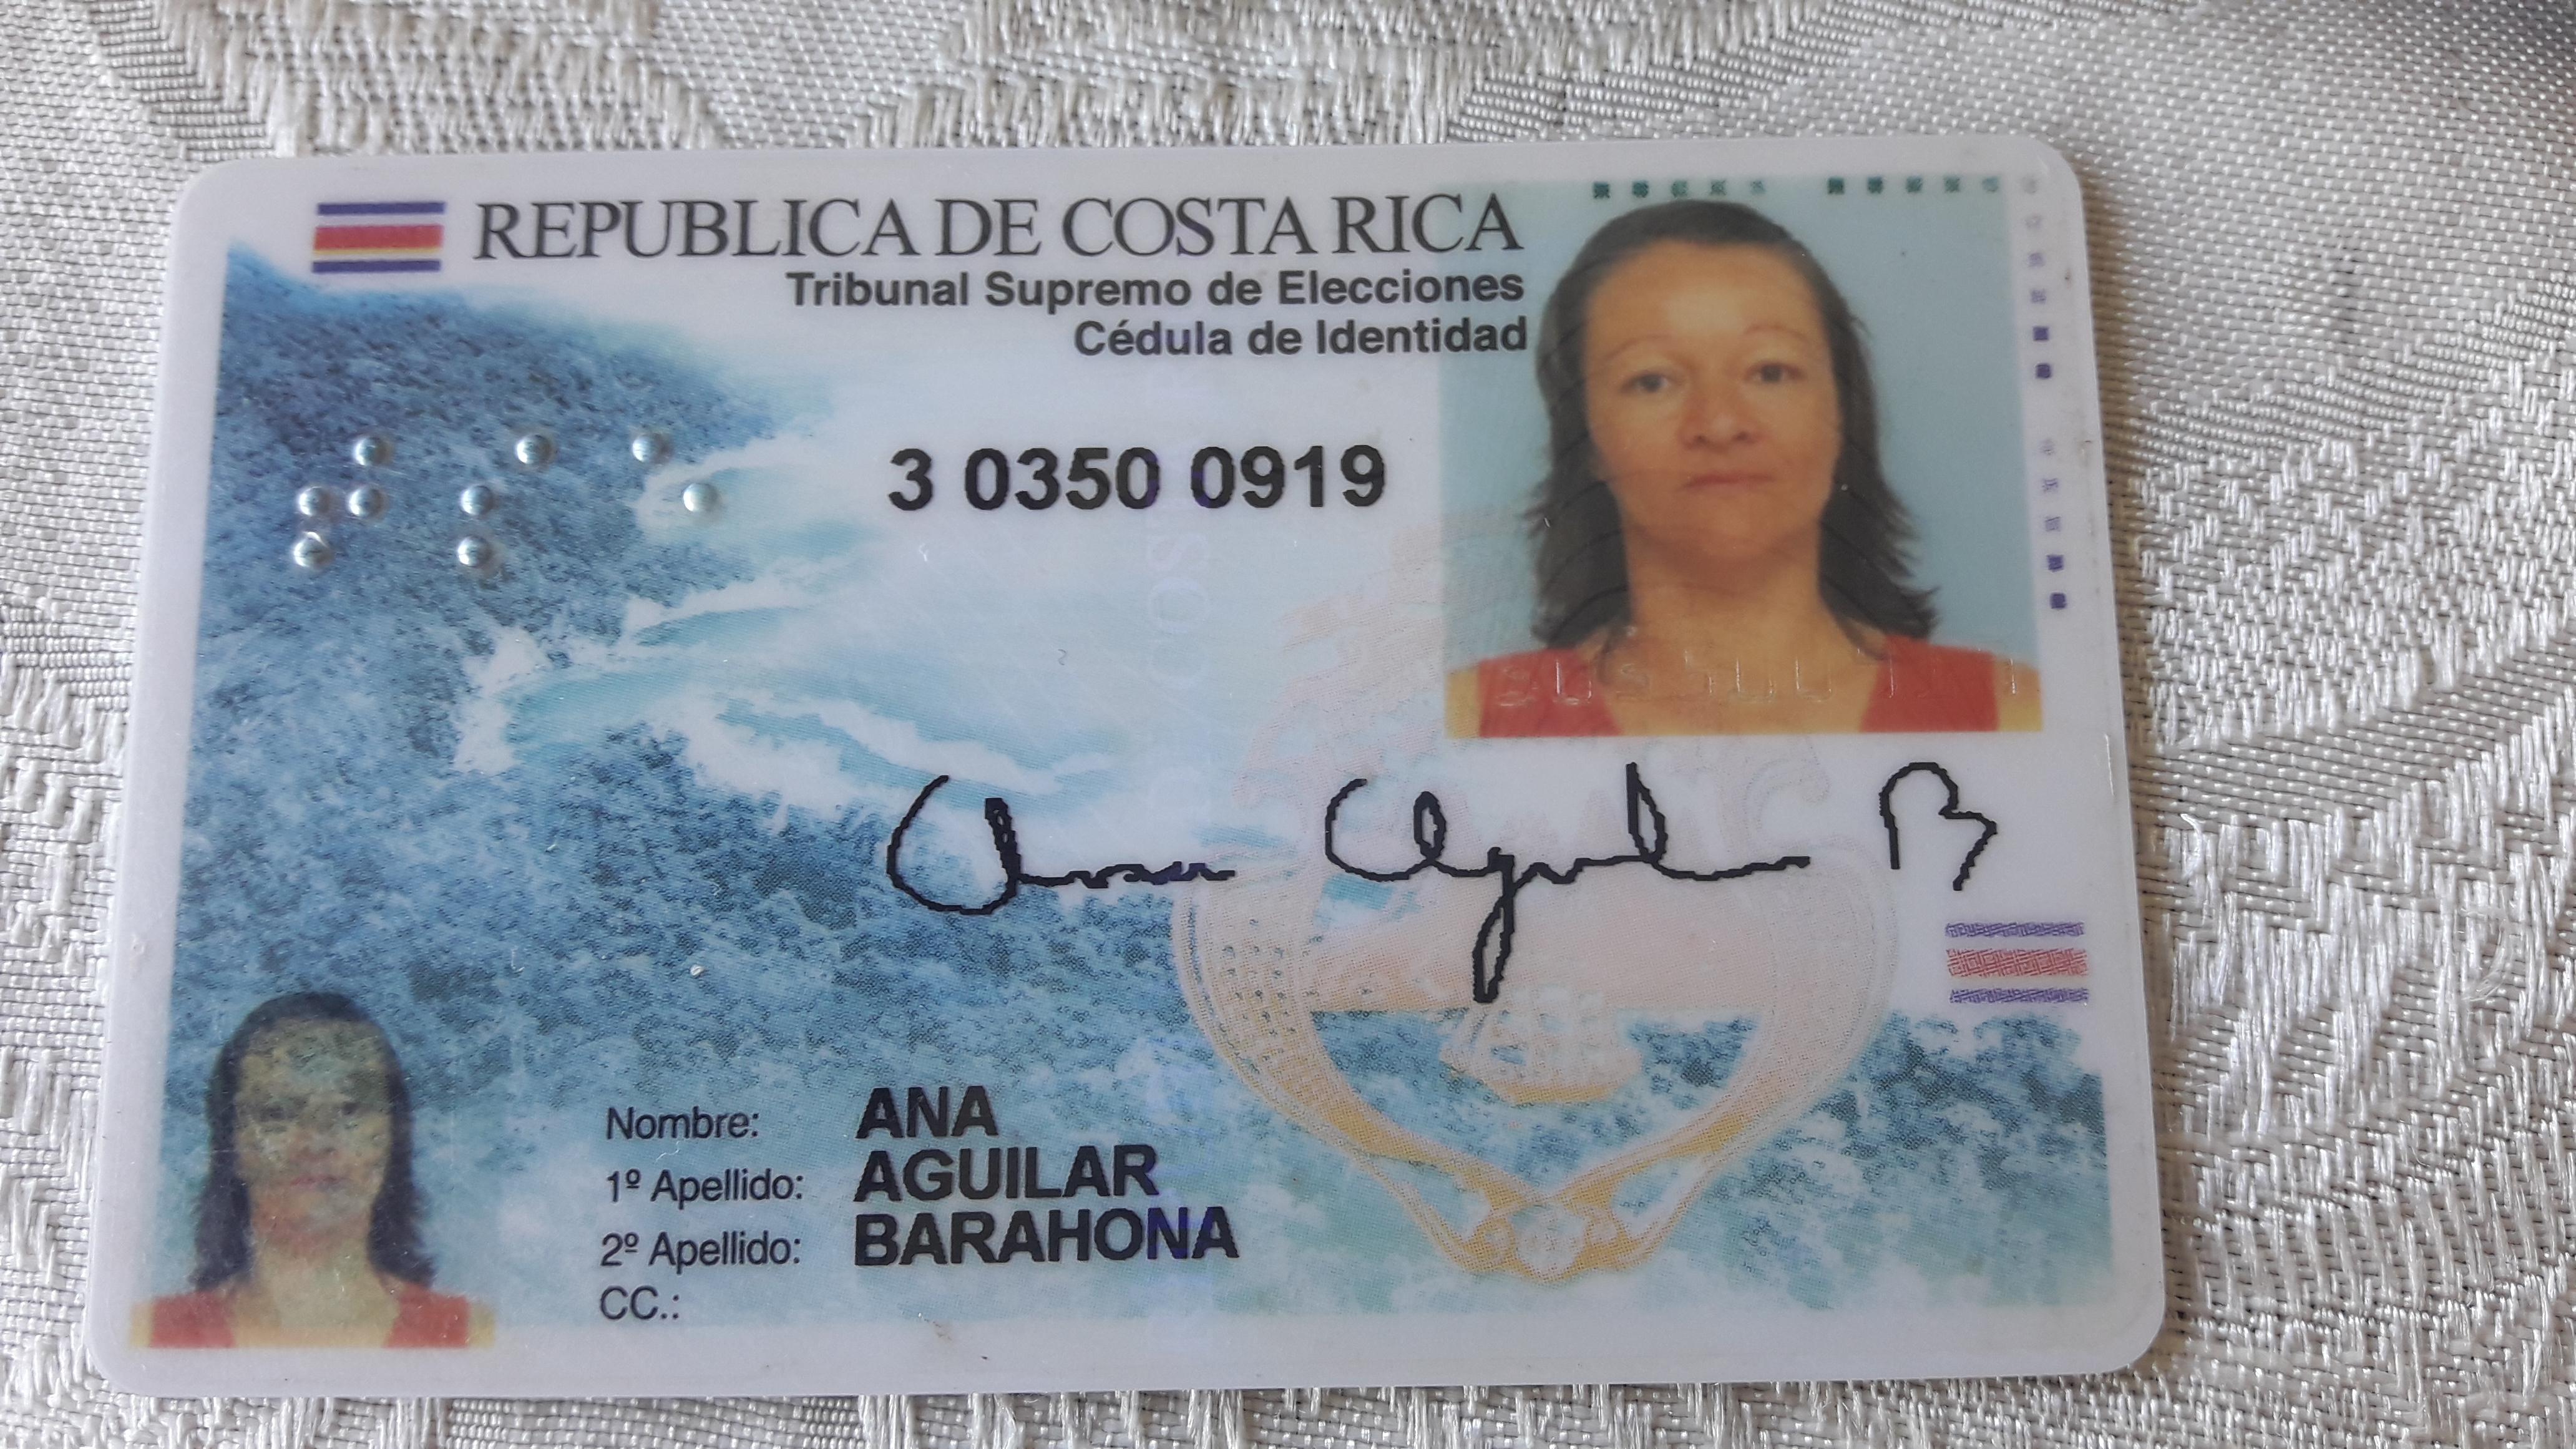 REPUBLICA DE COSTA RICA
Tribunal Supremo de Elecciones
Cédula de Identidad
3 0350 0919
Ana Aguilar B
Nombre: ANA
1º Apellido: AGUILAR
2º Apellido: BARAHONA
CC.: